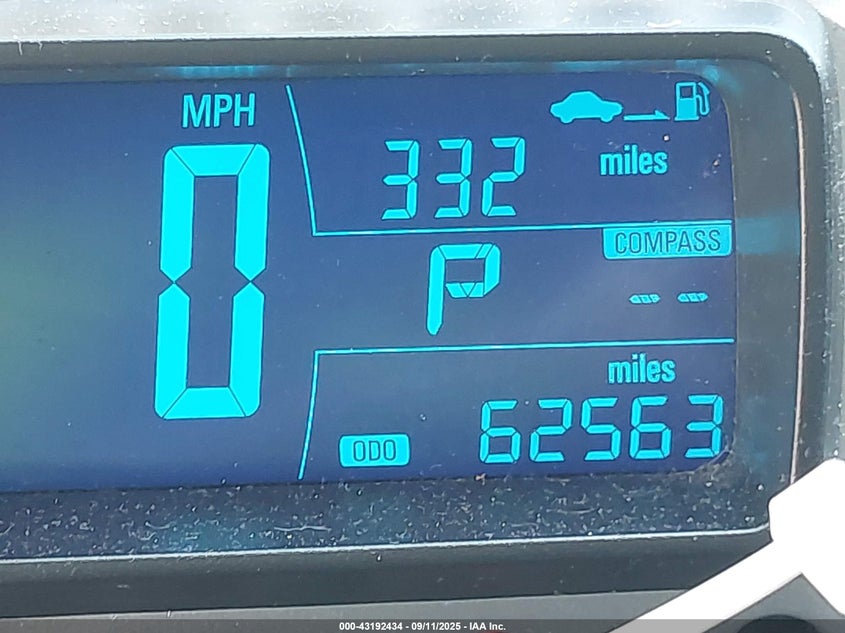 MPH
0
332
miles
COMPASS
P
--
miles
ODO
62563
000-43192434 - 09/11/2025 - IAA Inc.